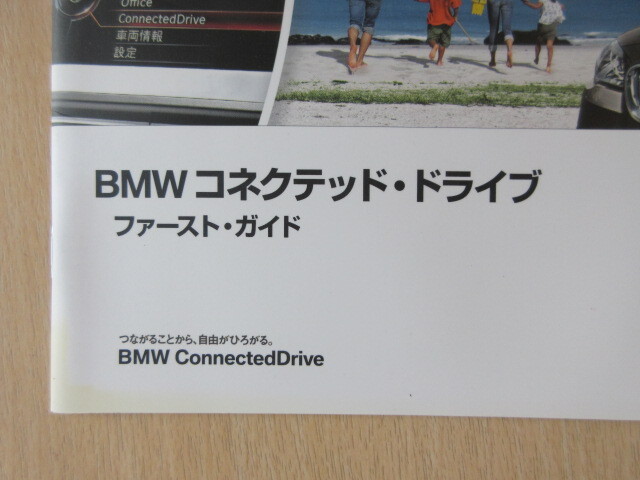 Office
ConnectedDrive
車両情報
設定
BMW コネクテッド・ドライブ
ファースト・ガイド
つながることから、自由がひろがる。
BMW ConnectedDrive